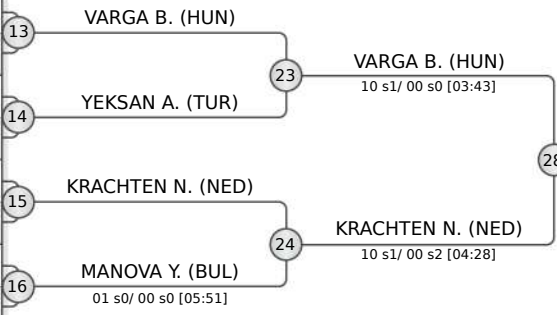 VARGA B. (HUN)
13
23
VARGA B. (HUN)
10 s1/ 00 s0 [03:43]
14
YEKSAN A. (TUR)
28
15
KRACHTEN N. (NED)
24
KRACHTEN N. (NED)
10 s1/ 00 s2 [04:28]
16
MANOVA Y. (BUL)
01 s0/ 00 s0 [05:51]